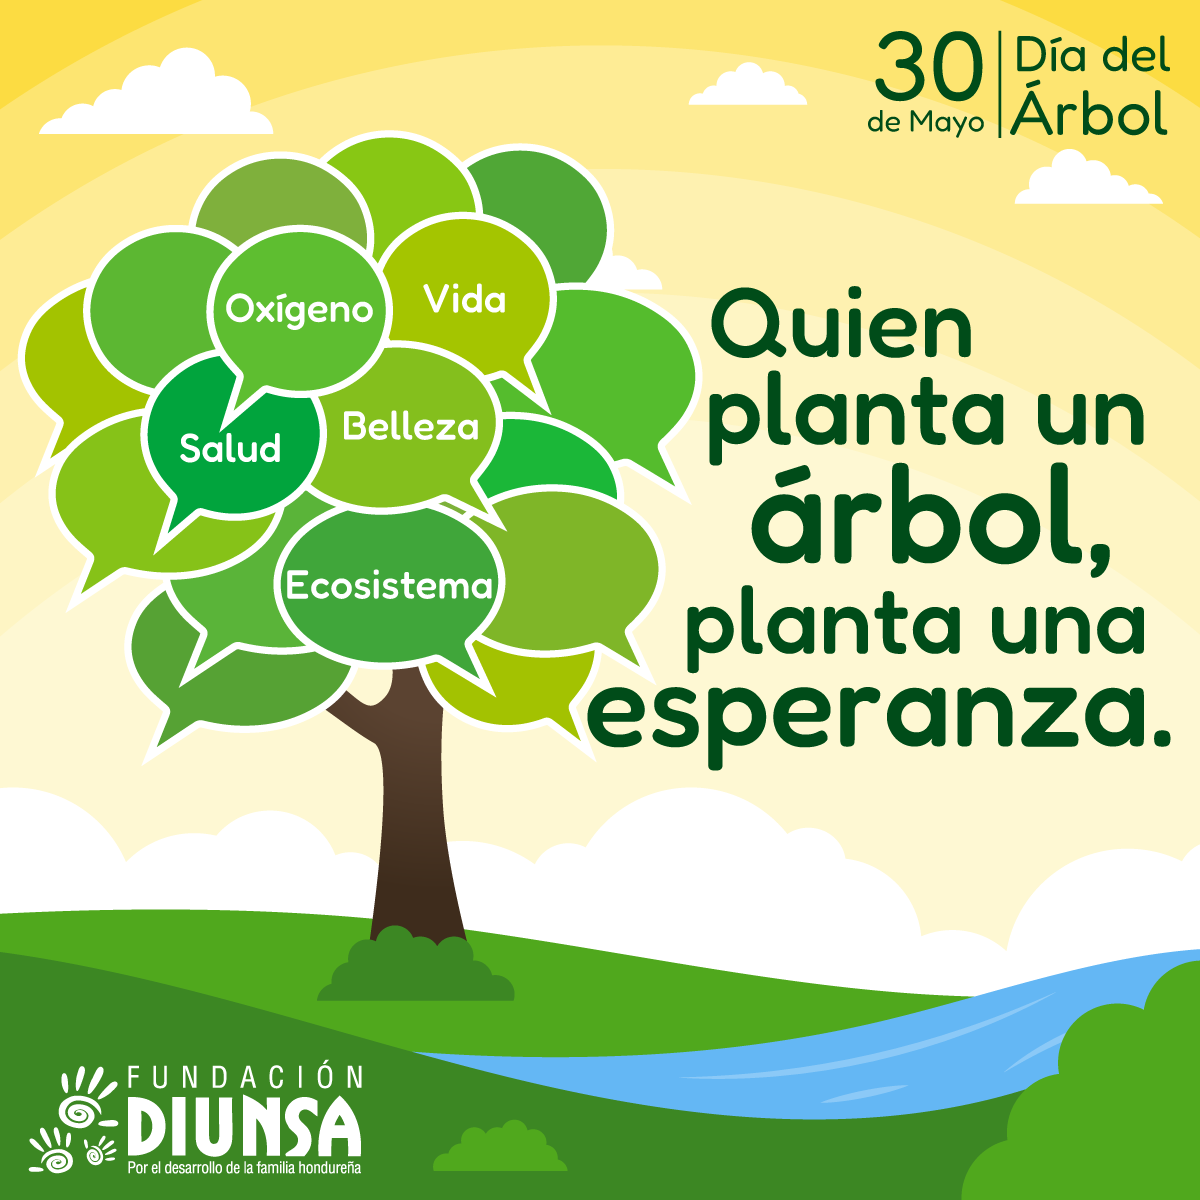 30
de Mayo
Día del
Árbol
Oxígeno
Vida
Salud
Belleza
Ecosistema
Quien
planta un
árbol,
planta una
esperanza.
FUNDACIÓN
DIUNSA
Por el desarrollo de la familia hondureña